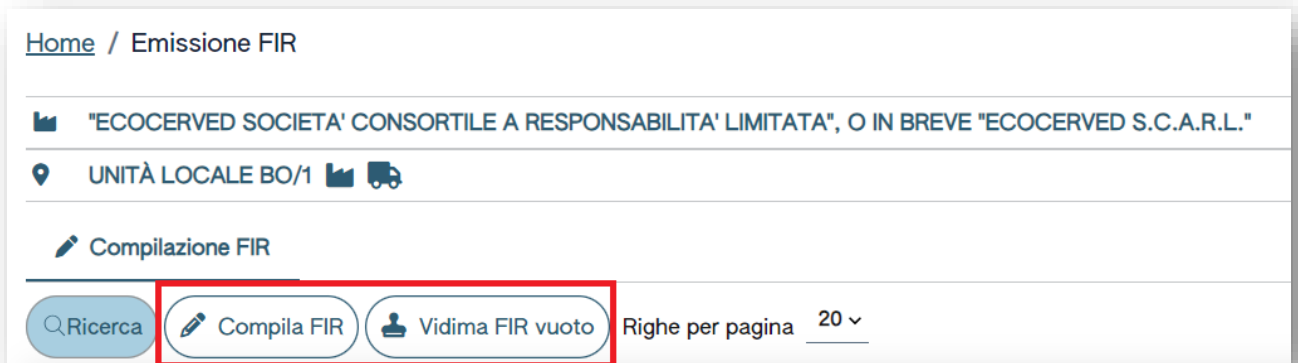 Home / Emissione FIR
"ECOCERVED SOCIETA' CONSORTILE A RESPONSABILITA' LIMITATA", O IN BREVE "ECOCERVED S.C.A.R.L."
UNITÀ LOCALE BO/1
Compilazione FIR
Ricerca Compila FIR Vidima FIR vuoto Righe per pagina 20